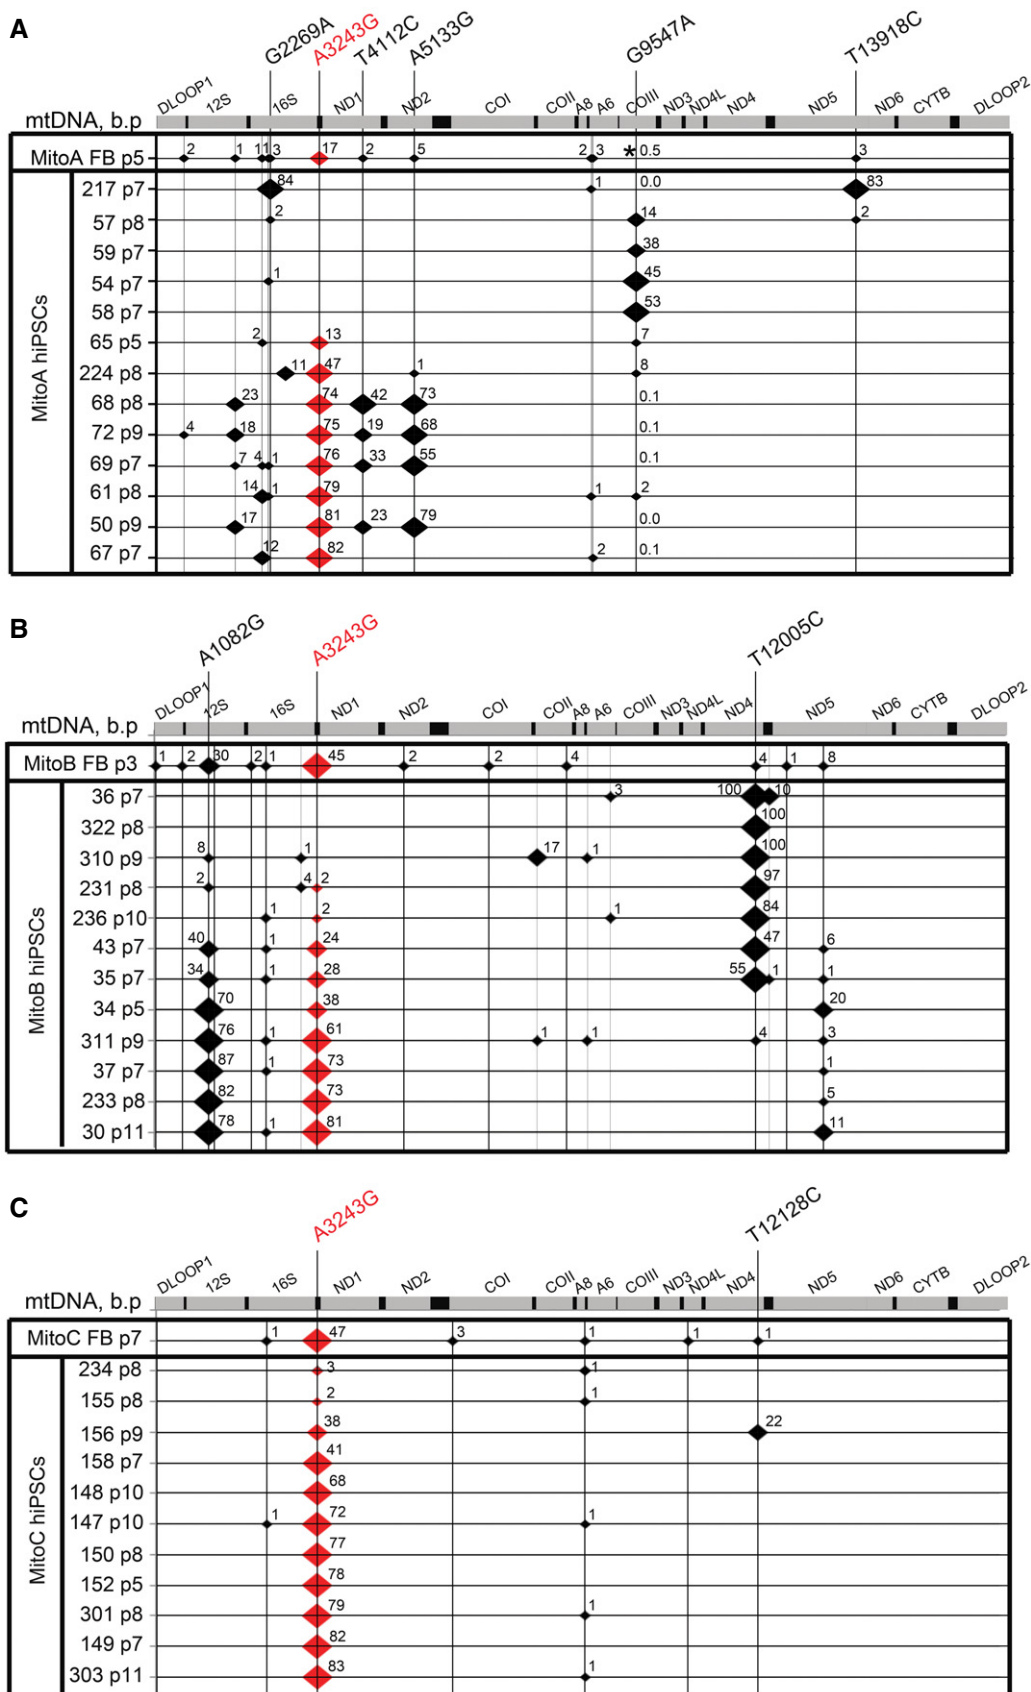 A
G2269A A3243G T4112C A5133G G9547A T13918C
DLOOP1 12S 16S ND1 ND2 COI COII A8 A6 COIII ND3 ND4L ND4 ND5 ND6 CYTB DLOOP2
mtDNA, b.p
MitoA FB p5 2 1 1 1 3 17 2 5 2 3 * 0.5 3
MitoA hiPSCs
217 p7 84 1 0.0 83
57 p8 2 14 2
59 p7 38
54 p7 1 45
58 p7 53
65 p5 2 13 7
224 p8 11 47 1 8
68 p8 23 74 42 73 0.1
72 p9 4 18 75 19 68 0.1
69 p7 7 4 1 76 33 55 0.1
61 p8 14 1 79 1 2
50 p9 17 81 23 79 0.0
67 p7 12 82 2 0.1
B
A1082G A3243G T12005C
DLOOP1 12S 16S ND1 ND2 COI COII A8 A6 COIII ND3 ND4L ND4 ND5 ND6 CYTB DLOOP2
mtDNA, b.p
MitoB FB p3 1 2 30 2 1 45 2 2 4 4 1 8
MitoB hiPSCs
36 p7 3 100 10
322 p8 100
310 p9 8 1 17 1 100
231 p8 2 4 2 97
236 p10 1 2 1 84
43 p7 40 1 24 47 6
35 p7 34 1 28 55 1 1
34 p5 70 38 20
311 p9 76 1 61 1 1 4 3
37 p7 87 1 73 1
233 p8 82 73 5
30 p11 78 1 81 11
C
A3243G T12128C
DLOOP1 12S 16S ND1 ND2 COI COII A8 A6 COIII ND3 ND4L ND4 ND5 ND6 CYTB DLOOP2
mtDNA, b.p
MitoC FB p7 1 47 3 1 1 1
MitoC hiPSCs
234 p8 3 1
155 p8 2 1
156 p9 38 22
158 p7 41
148 p10 68
147 p10 1 72 1
150 p8 77
152 p5 78
301 p8 79 1
149 p7 82
303 p11 83 1